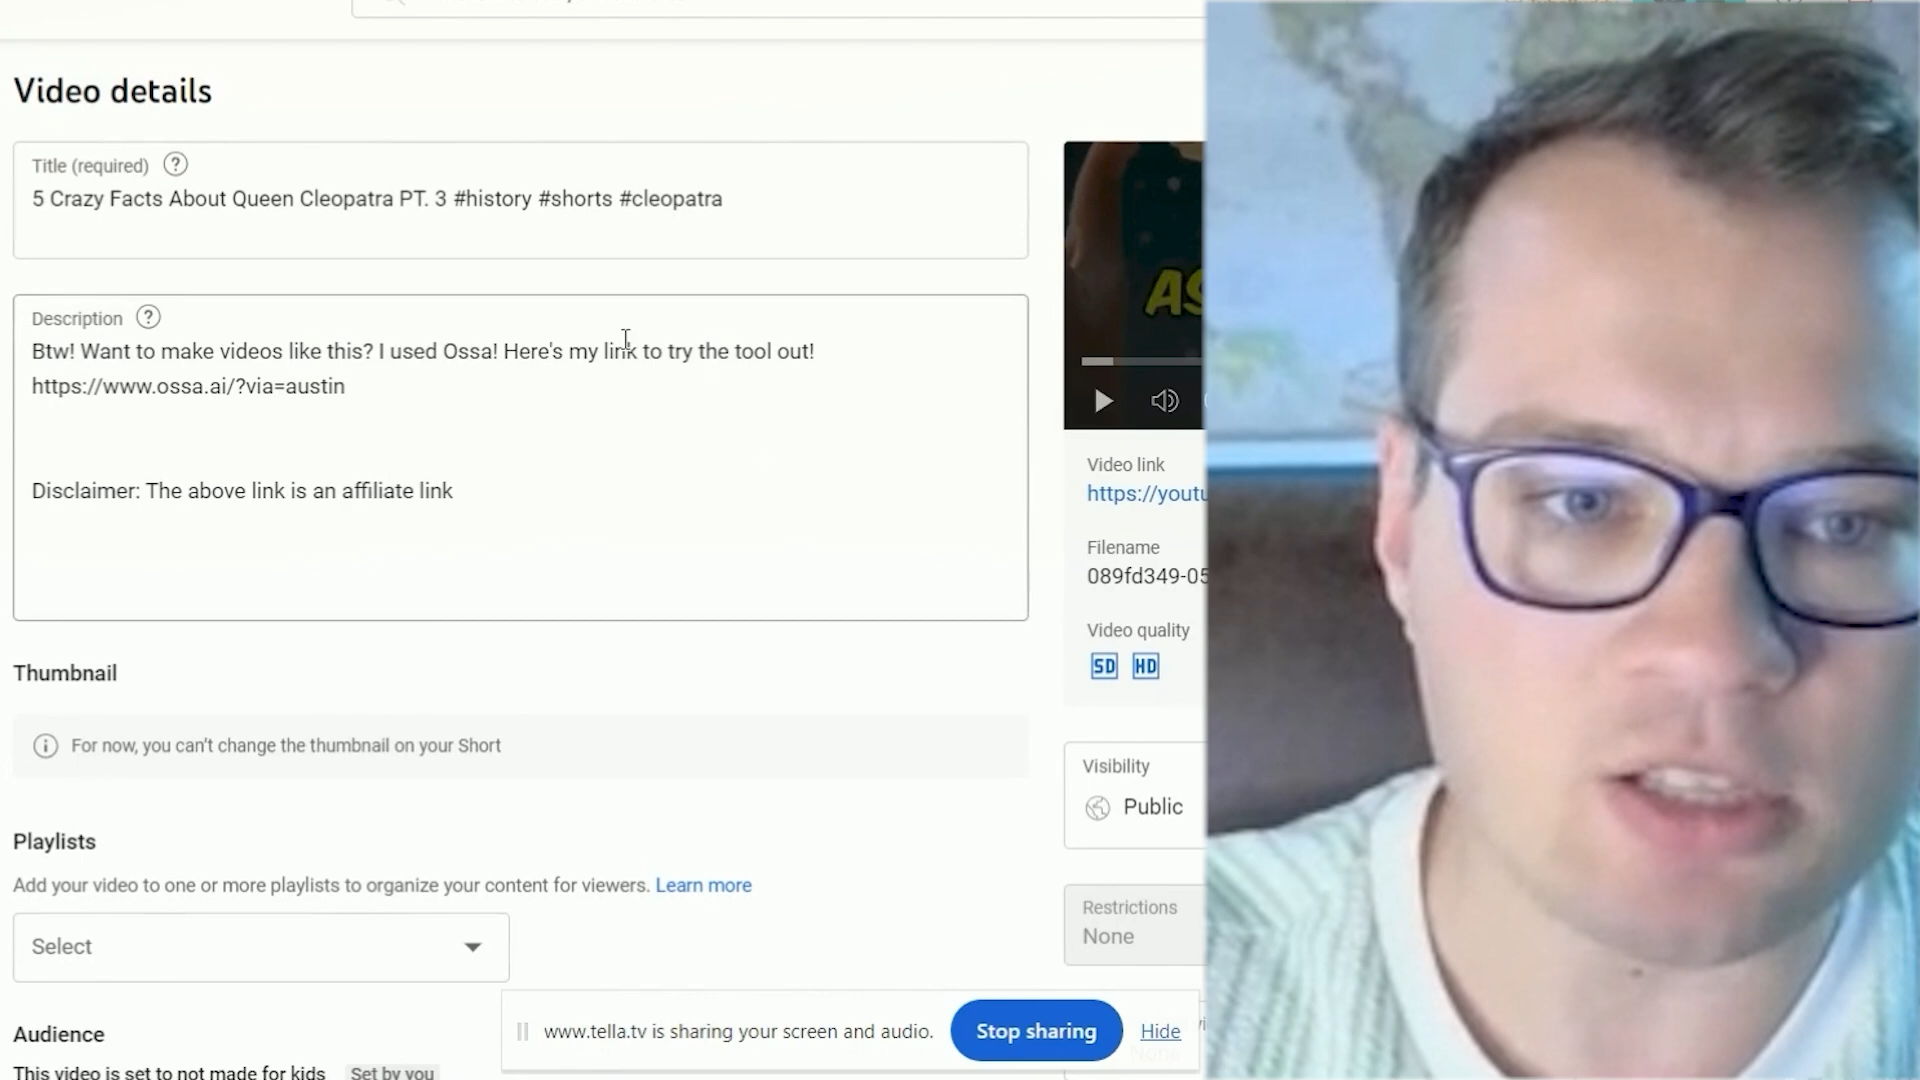 Video details
Title (required)
5 Crazy Facts About Queen Cleopatra PT. 3 #history #shorts #cleopatra
Description
Btw! Want to make videos like this? I used Ossa! Here's my link to try the tool out!
https://www.ossa.ai/?via=austin
Disclaimer: The above link is an affiliate link
AS
Video link
https://youtu
Filename
089fd349-05
Video quality
SD HD
Thumbnail
For now, you can't change the thumbnail on your Short
Visibility
Public
Playlists
Add your video to one or more playlists to organize your content for viewers. Learn more
Select
Restrictions
None
www.tella.tv is sharing your screen and audio. Stop sharing Hide
Audience
This video is set to not made for kids Set by you